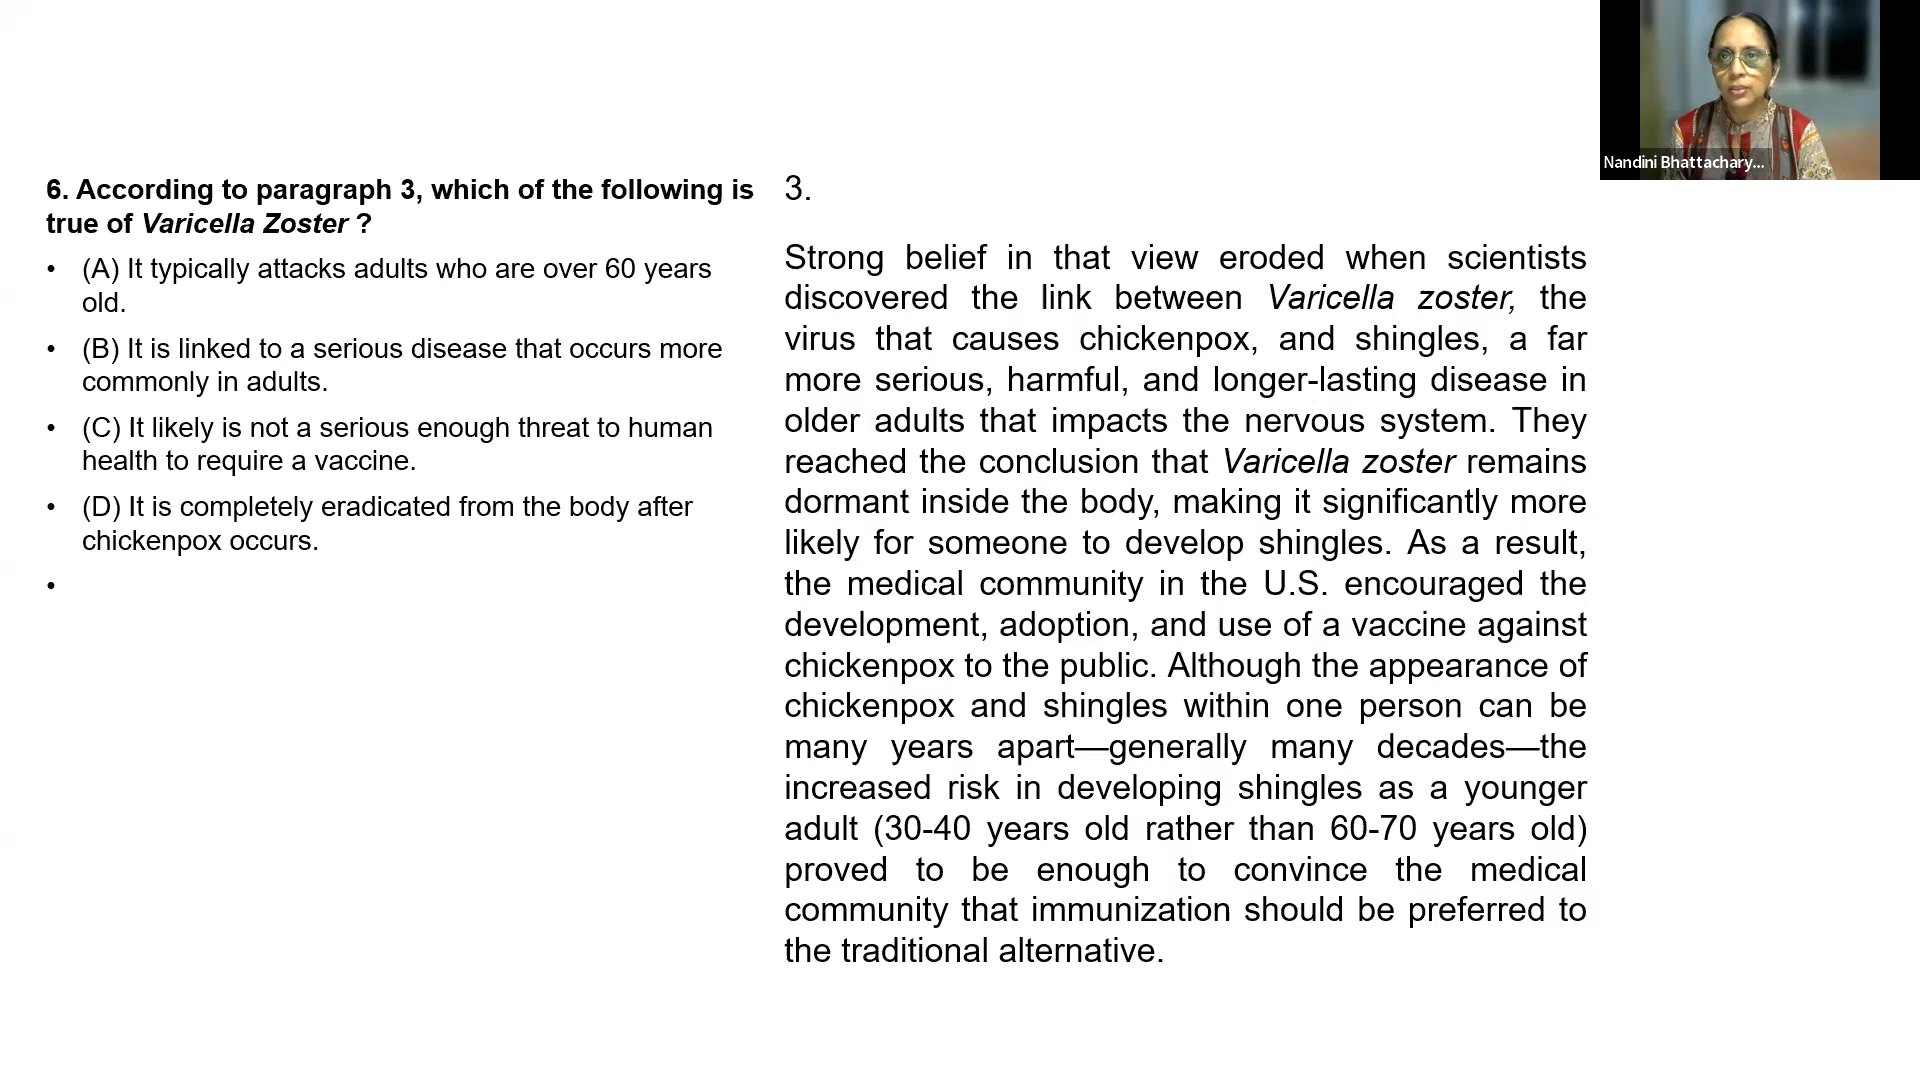 Nandini Bhattachary...
6. According to paragraph 3, which of the following is
true of Varicella Zoster ?
• (A) It typically attacks adults who are over 60 years
old.
• (B) It is linked to a serious disease that occurs more
commonly in adults.
• (C) It likely is not a serious enough threat to human
health to require a vaccine.
• (D) It is completely eradicated from the body after
chickenpox occurs.
•
3.
Strong belief in that view eroded when scientists
discovered the link between Varicella zoster, the
virus that causes chickenpox, and shingles, a far
more serious, harmful, and longer-lasting disease in
older adults that impacts the nervous system. They
reached the conclusion that Varicella zoster remains
dormant inside the body, making it significantly more
likely for someone to develop shingles. As a result,
the medical community in the U.S. encouraged the
development, adoption, and use of a vaccine against
chickenpox to the public. Although the appearance of
chickenpox and shingles within one person can be
many years apart—generally many decades—the
increased risk in developing shingles as a younger
adult (30-40 years old rather than 60-70 years old)
proved to be enough to convince the medical
community that immunization should be preferred to
the traditional alternative.